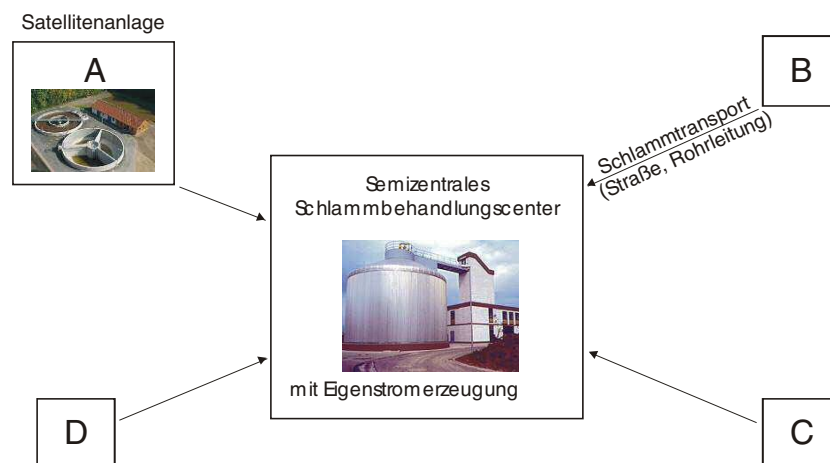 Satellitenanlage
A
B
Schlammtransport
(Straße, Rohrleitung)
Semizentrales
Schlammbehandlungscenter
mit Eigenstromerzeugung
D
C